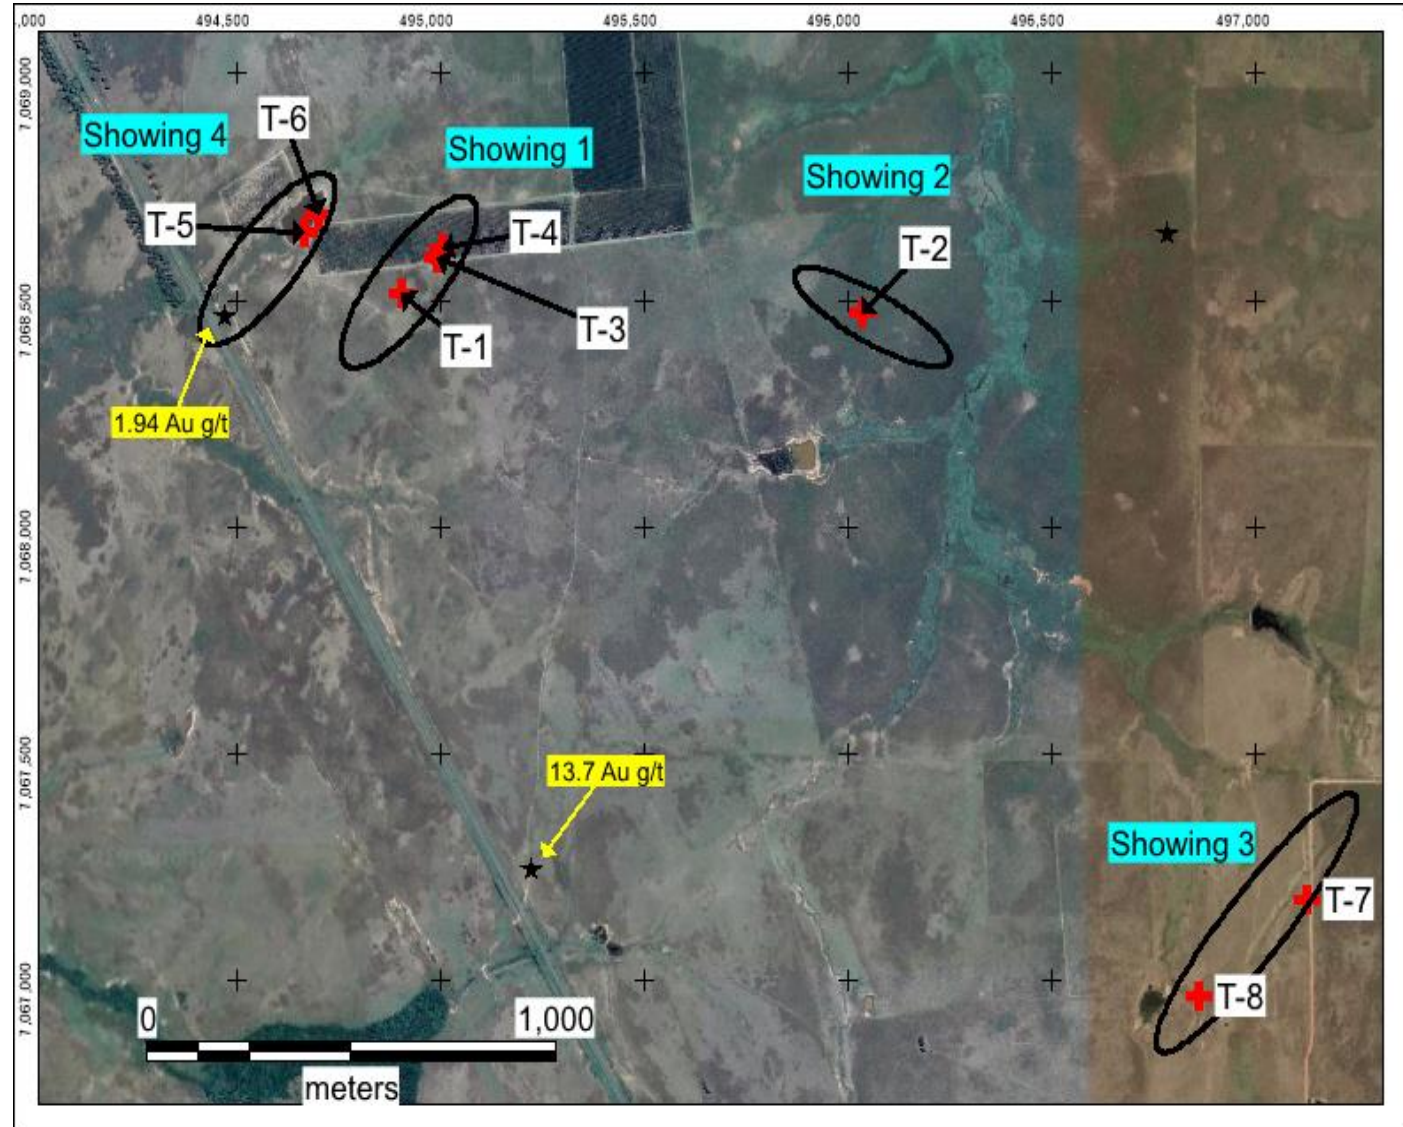 ,000 494,500 495,000 495,500 496,000 496,500 497,000
7,069,000
7,068,500
7,068,000
7,067,500
7,067,000
T-6
Showing 4
Showing 1
Showing 2
T-5
T-4
T-2
T-3
T-1
1.94 Au g/t
13.7 Au g/t
Showing 3
T-7
T-8
0 1,000
meters